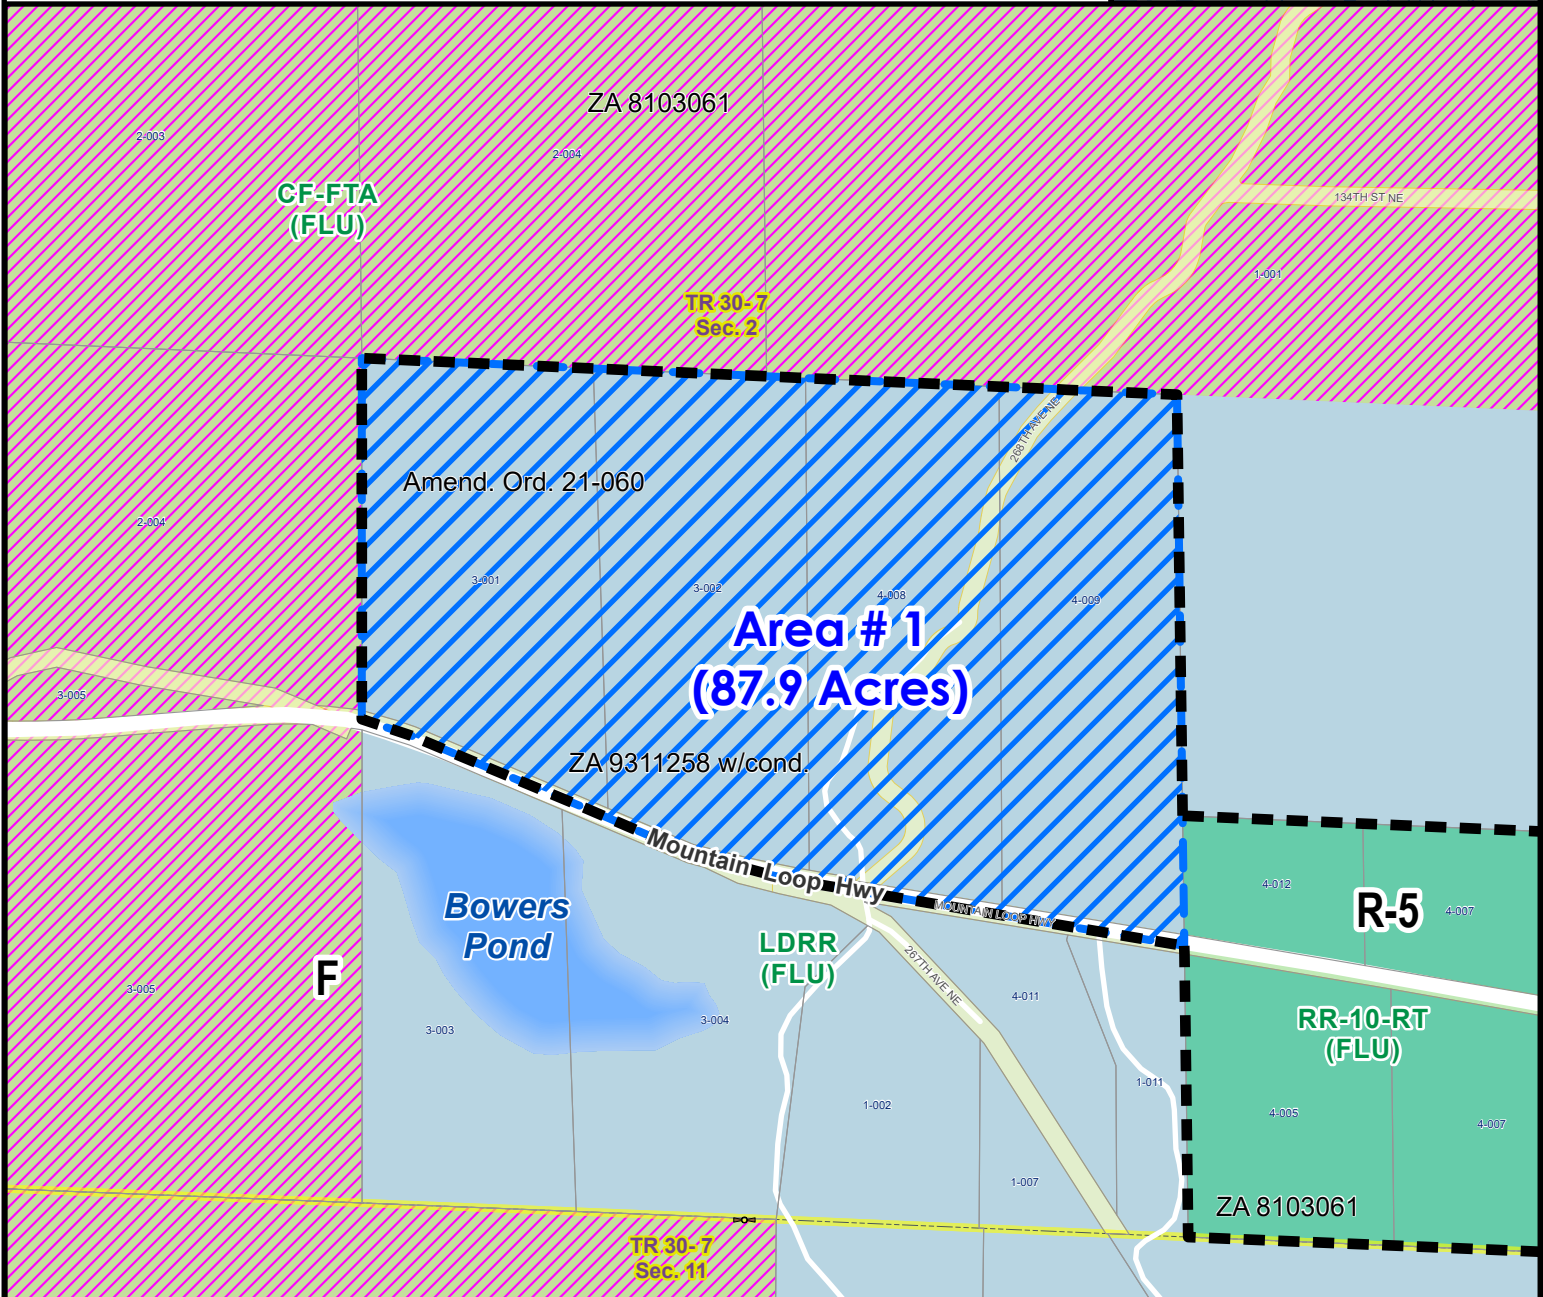 ZA 8103061
2-003
2-004
CF-FTA
(FLU)
134TH ST NE
1-001
TR 30- 7
Sec. 2
268TH AVE NE
Amend. Ord. 21-060
2-004
3-001
3-002
4-008
4-009
Area # 1
(87.9 Acres)
3-005
ZA 9311258 w/cond.
Mountain Loop Hwy
MOUNTAIN LOOP HWY
4-012
R-5
4-007
Bowers
Pond
LDRR
(FLU)
267TH AVE NE
F
3-005
3-003
3-004
4-011
RR-10-RT
(FLU)
1-011
1-002
4-005
4-007
1-007
ZA 8103061
TR 30- 7
Sec. 11